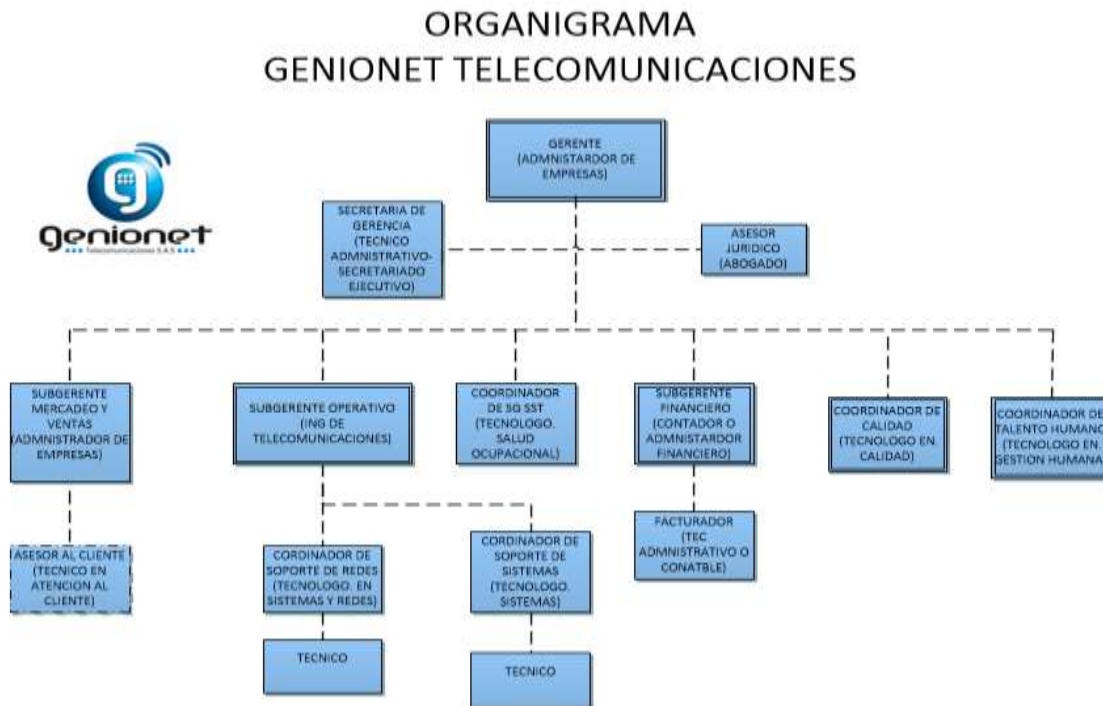 ORGANIGRAMA
GENIONET TELECOMUNICACIONES
GERENTE
(ADMNISTARDOR DE
EMPRESAS)
genionet
Telecomunicaciones S.A.S
SECRETARIA DE
GERENCIA
(TECNICO
ADMNISTRATIVO-
SECRETARIADO
EJECUTIVO)
ASESOR
JURIDICO
(ABOGADO)
SUBGERENTE
MERCADEO Y
VENTAS
(ADMNISTRADOR DE
EMPRESAS)
SUBGERENTE OPERATIVO
(ING DE
TELECOMUNICACIONES)
COORDINADOR
DE SG SST
(TECNOLOGO.
SALUD
OCUPACIONAL)
SUBGERENTE
FINANCIERO
(CONTADOR O
ADMNISTARDOR
FINANCIERO)
COORDINADOR DE
CALIDAD
(TECNOLOGO EN
CALIDAD)
COORDINADOR DE
TALENTO HUMANO
(TECNOLOGO EN.
GESTION HUMANA
ASESOR AL CLIENTE
(TECNICO EN
ATENCION AL
CLIENTE)
CORDINADOR DE
SOPORTE DE REDES
(TECNOLOGO. EN
SISTEMAS Y REDES)
CORDINADOR DE
SOPORTE DE
SISTEMAS
(TECNOLOGO.
SISTEMAS)
FACTURADOR
(TEC
ADMNISTRATIVO O
CONATBLE)
TECNICO
TECNICO